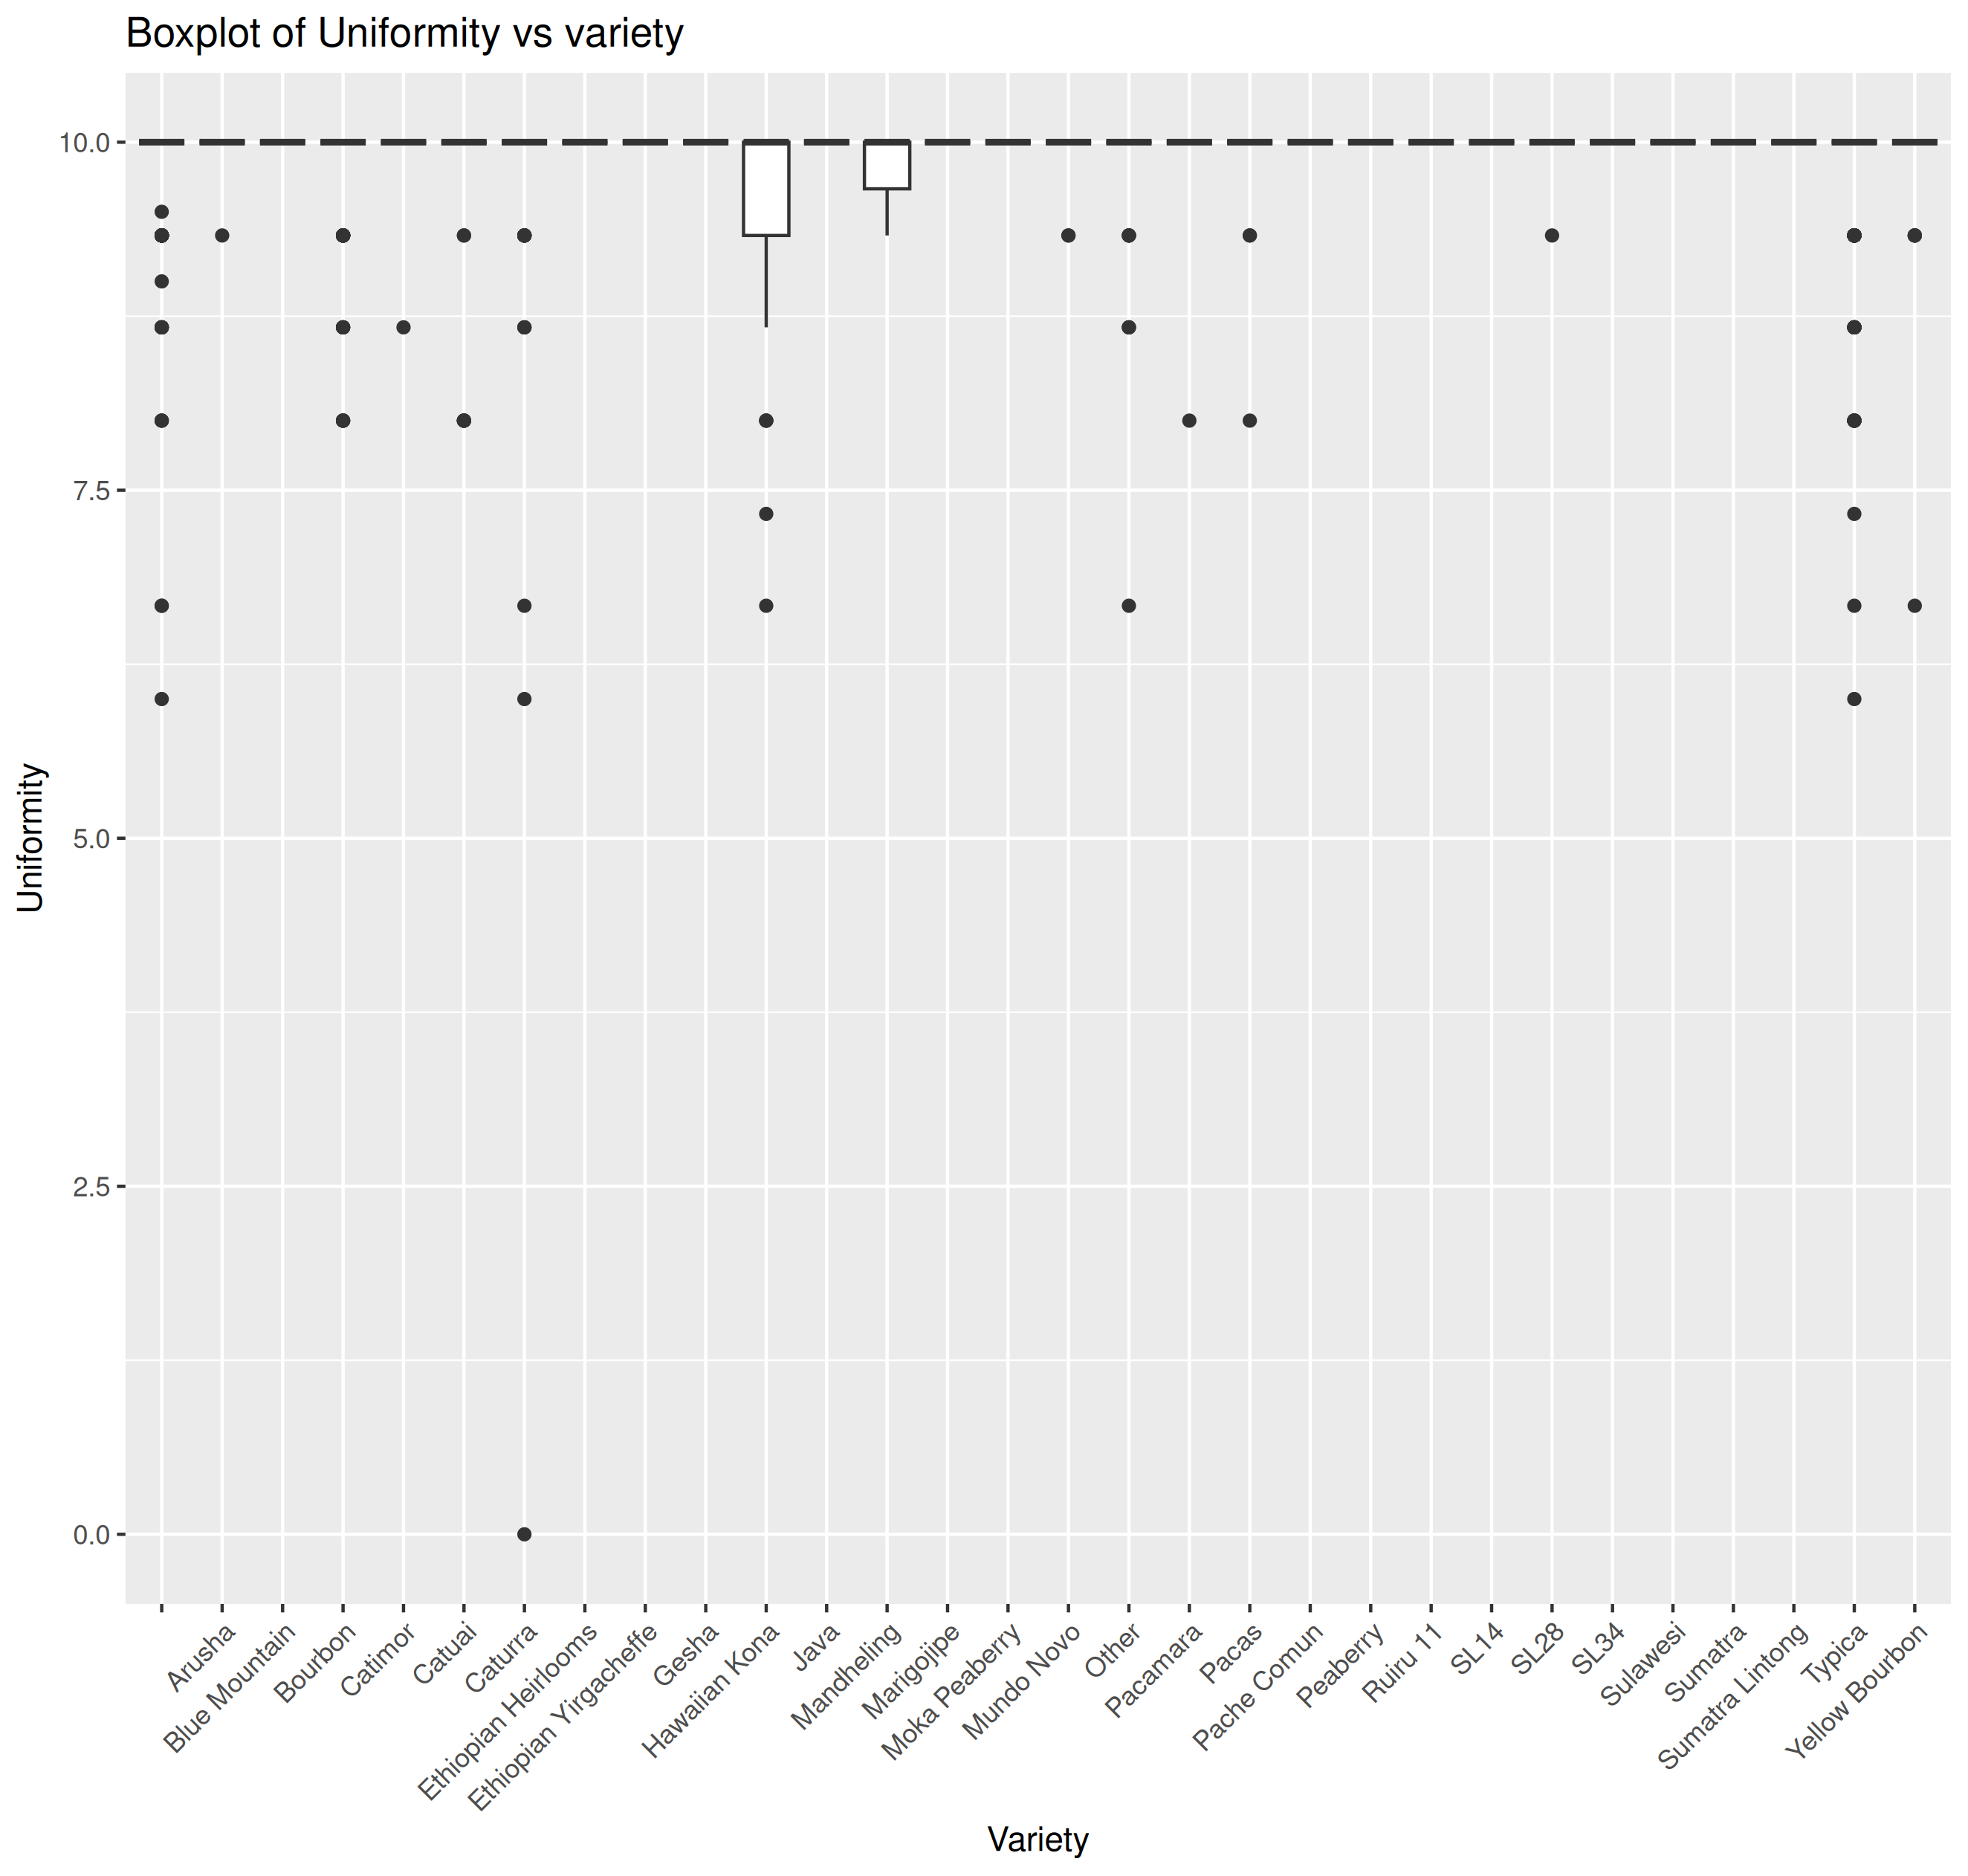 Boxplot of Uniformity vs variety
10.0
7.5
5.0
2.5
0.0
Uniformity
Arusha
Blue Mountain
Bourbon
Catimor
Catuai
Caturra
Ethiopian Heirlooms
Ethiopian Yirgacheffe
Gesha
Hawaiian Kona
Java
Mandheling
Marigojipe
Moka Peaberry
Mundo Novo
Other
Pacamara
Pacas
Pache Comun
Peaberry
Ruiru 11
SL14
SL28
SL34
Sulawesi
Sumatra
Sumatra Lintong
Typica
Yellow Bourbon
Variety